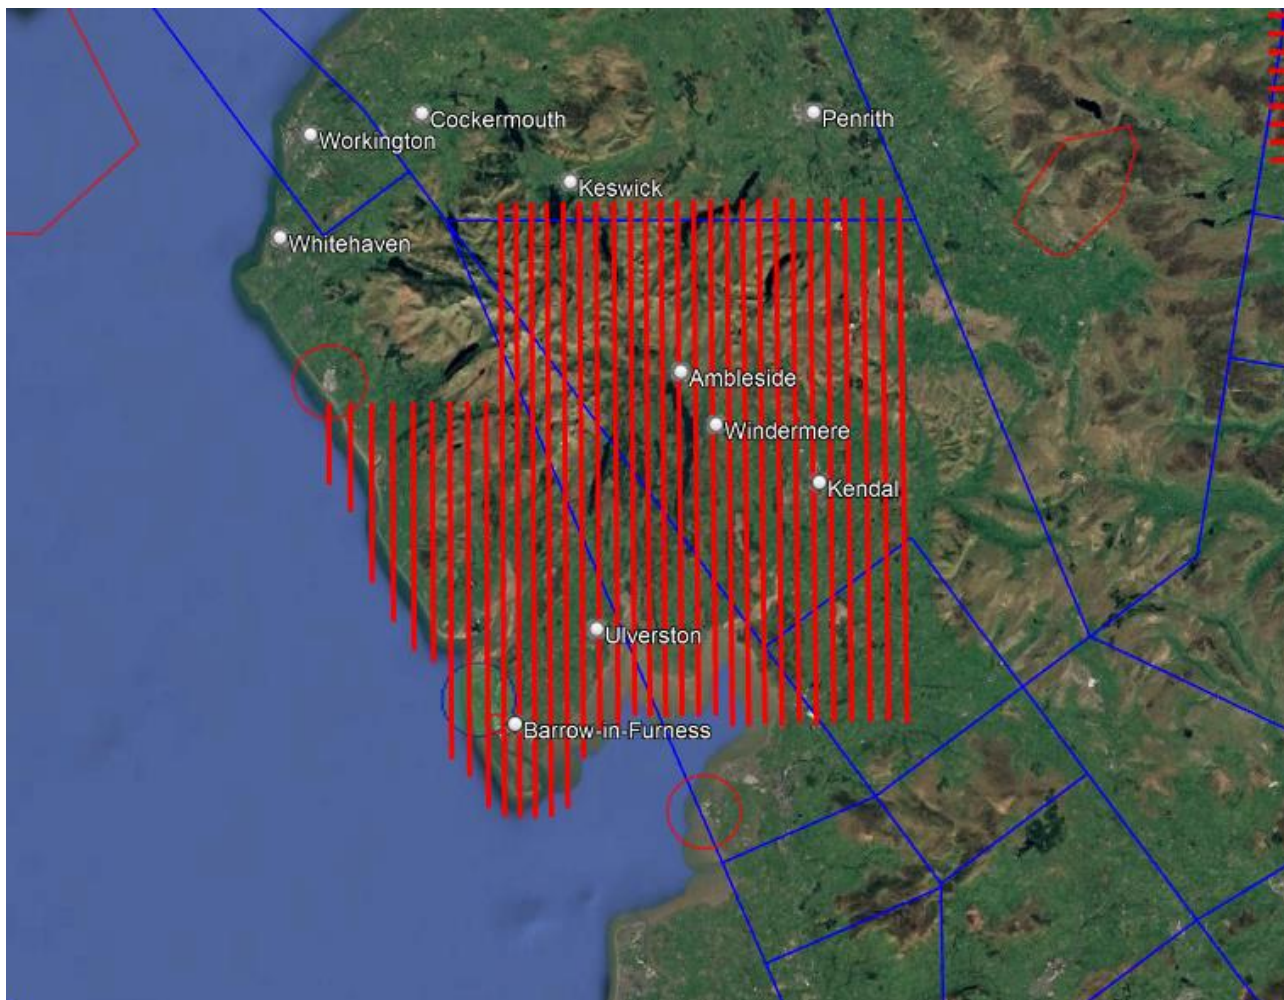 Cockermouth
Penrith
Workington
Keswick
Whitehaven
Ambleside
Windermere
Kendal
Ulverston
Barrow-in-Furness